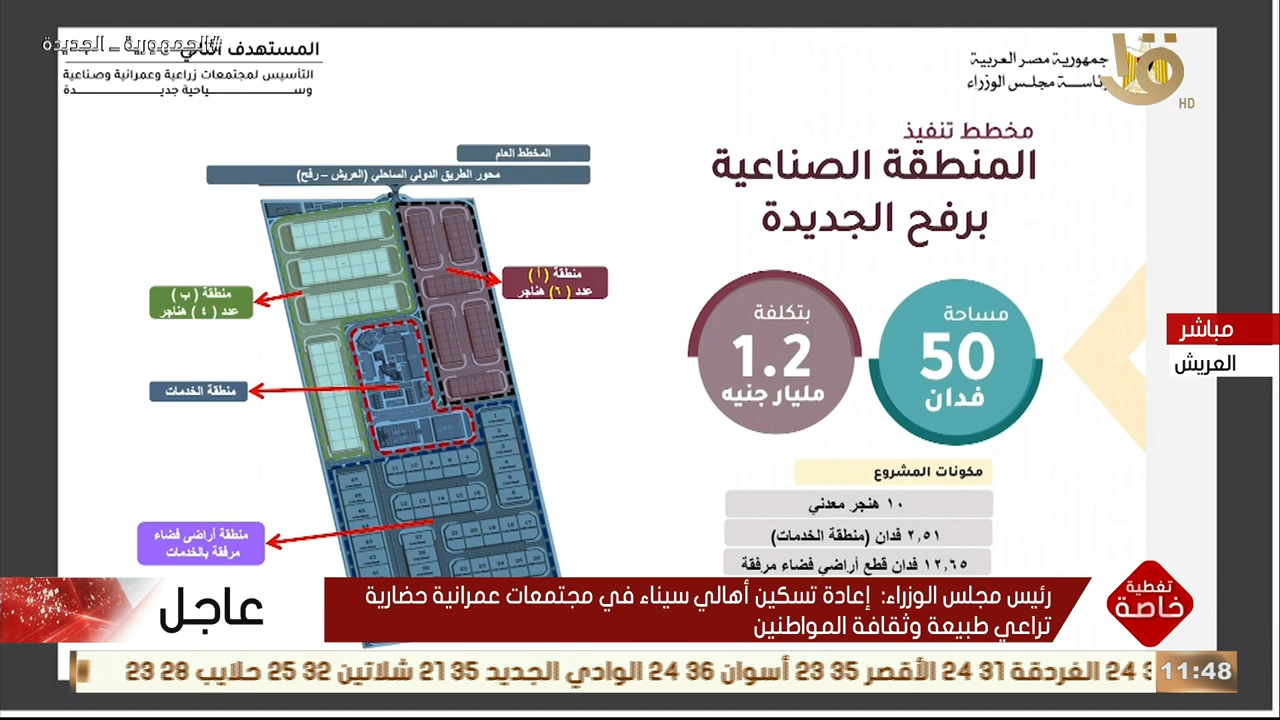 #الجمهورية_الجديدة
المستهدف الثاني
التأسيس لمجتمعات زراعية وعمرانية وصناعية
وسياحية جديدة
جمهورية مصر العربية
رئاسة مجلس الوزراء
HD
مخطط تنفيذ
المنطقة الصناعية
برفح الجديدة
المخطط العام
محور الطريق الدولي الساحلي (العريش – رفح)
منطقة (أ)
عدد (٦) هناجر
منطقة (ب)
عدد (٤) هناجر
منطقة الخدمات
منطقة أراضى فضاء
مرفقة بالخدمات
مساحة
50
فدان
بتكلفة
1.2
مليار جنيه
مكونات المشروع
١٠ هنجر معدني
٢,٥١ فدان (منطقة الخدمات)
١٢,٦٥ فدان قطع أراضي فضاء مرفقة
مباشر
العريش
تغطية
خاصة
رئيس مجلس الوزراء: إعادة تسكين أهالي سيناء في مجتمعات عمرانية حضارية
تراعي طبيعة وثقافة المواطنين
عاجل
24 الغردقة 31 24 الأقصر 35 23 أسوان 36 24 الوادي الجديد 35 21 شلاتين 32 25 حلايب 28 23
11:48